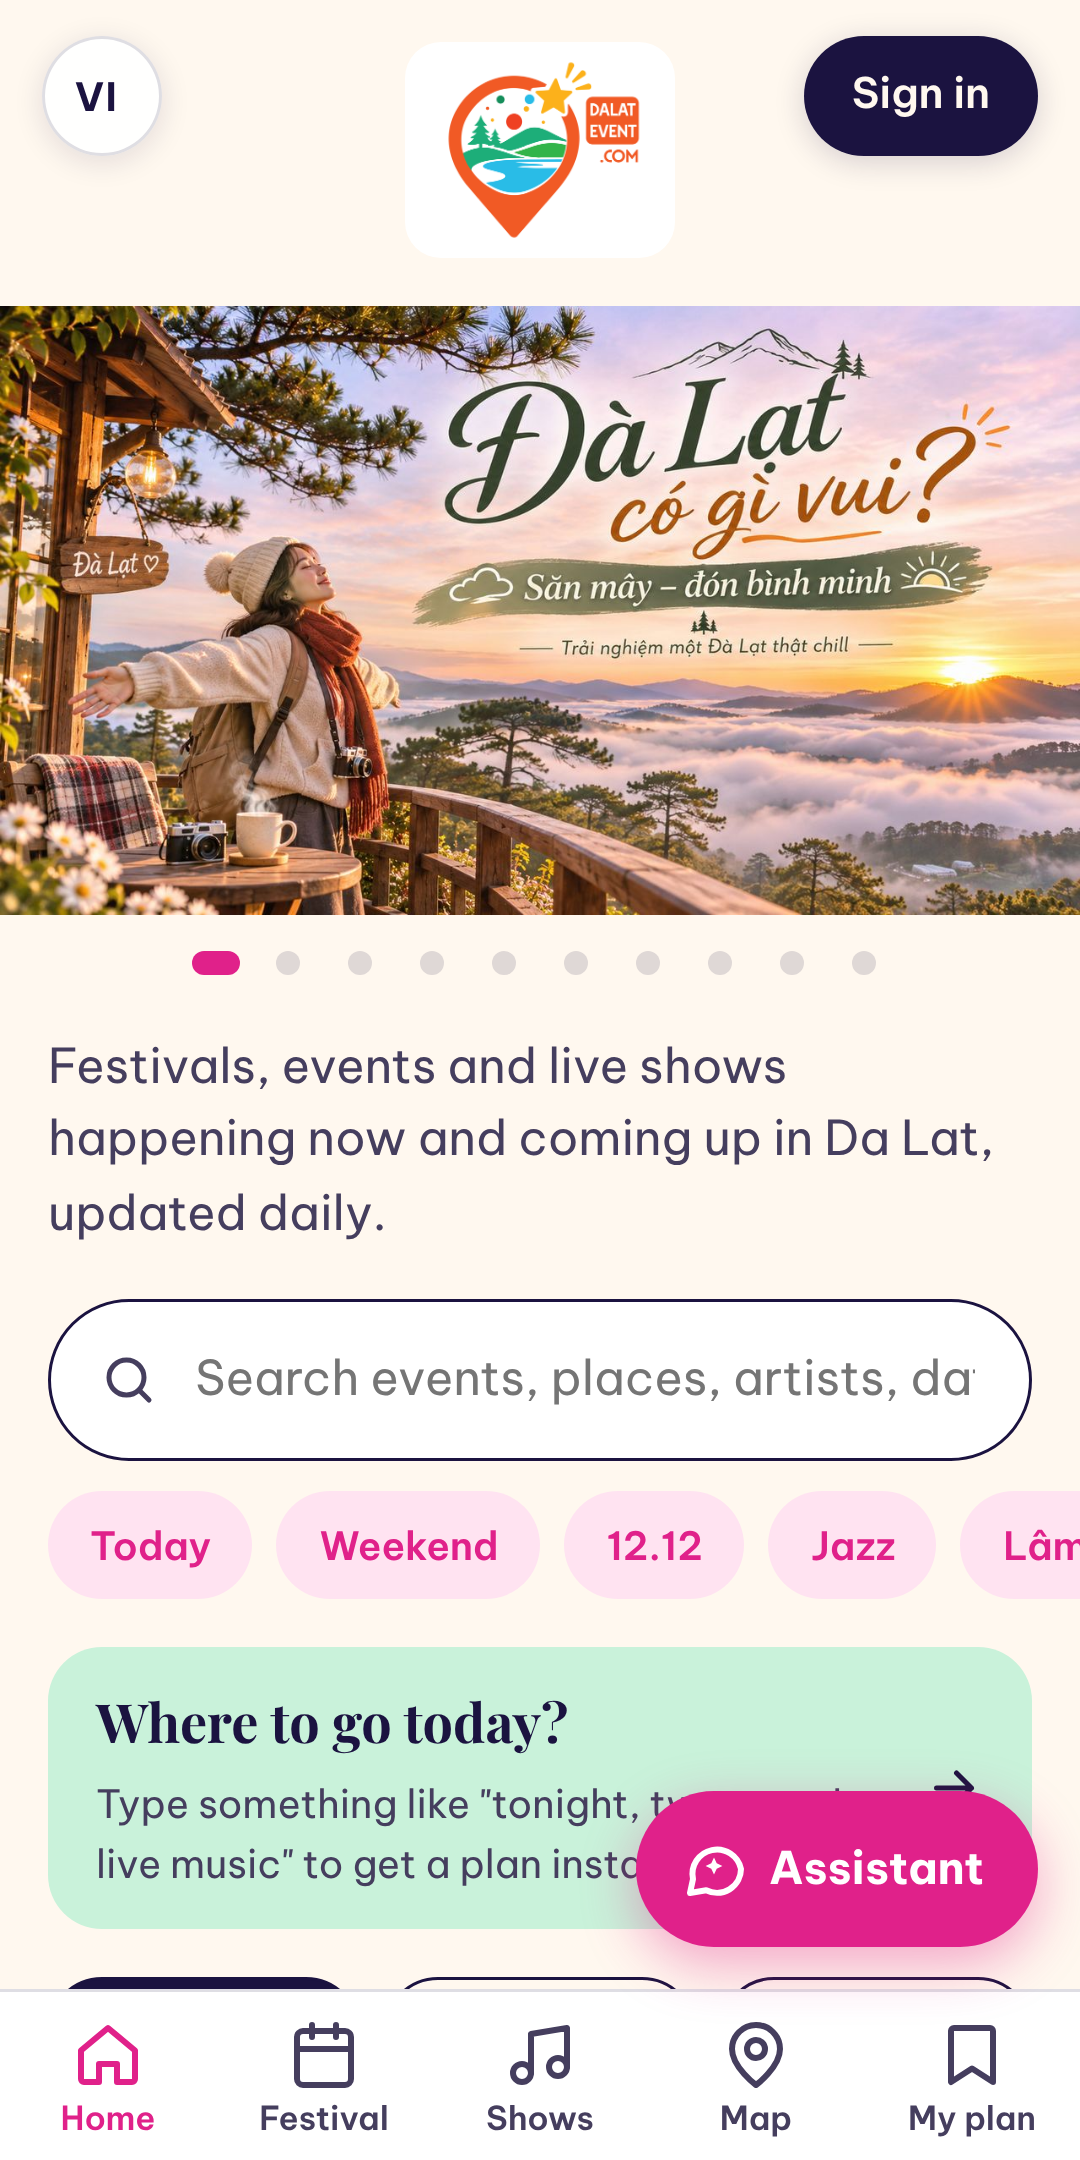 VI
DALAT
EVENT
.COM
Sign in
Đà Lạt
có gì vui?
Săn mây – đón bình minh
Trải nghiệm một Đà Lạt thật chill
Đà Lạt ♡
Festivals, events and live shows
happening now and coming up in Da Lat,
updated daily.
Search events, places, artists, da
Today
Weekend
12.12
Jazz
Lâm
Where to go today?
Type something like "tonight,
live music" to get a plan
Assistant
Home
Festival
Shows
Map
My plan